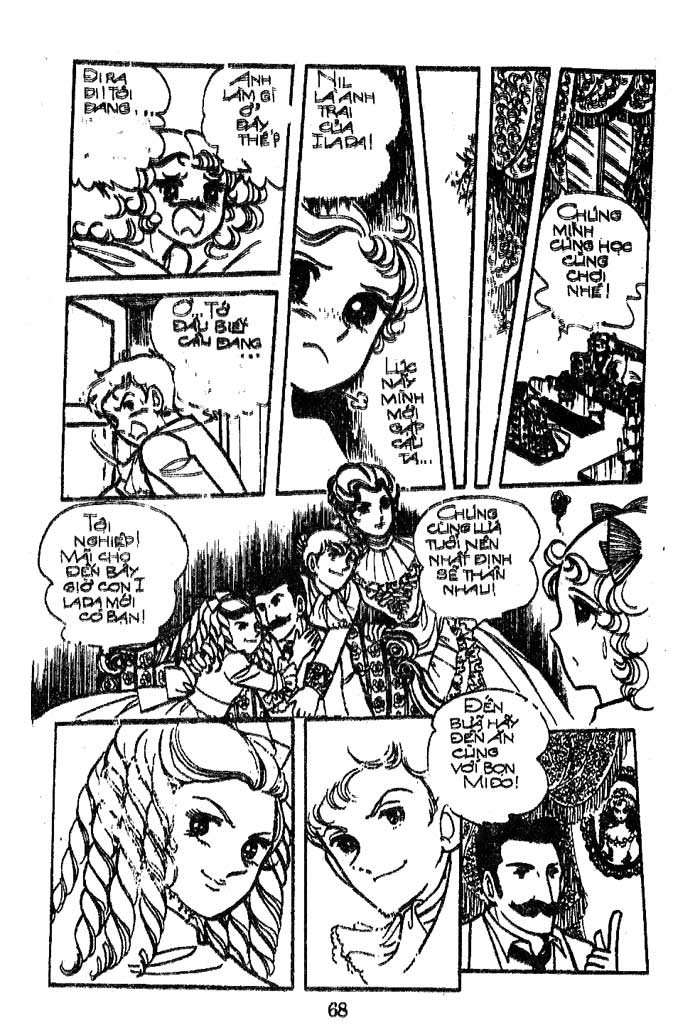 ĐI RA
ĐI! TỚI
ĐANG...
ANH
LÀM GÌ
Ở
ĐÂY
THẾ?
NIL
LÀ ANH
TRAI
CỦA
ILADA!
CHÚNG
MÌNH
CÙNG HỌC
CÙNG
CHƠI
NHÉ!
Ơ... TỚ
ĐÂU BIẾT
CẬU ĐANG
...
LÚC
NÃY
MÌNH
MỚI
GẶP
CẬU
TA...
TỘI
NGHIỆP!
MÃI CHO
ĐẾN BÂY
GIỜ CON I
LADA MỚI
CÓ BẠN!
CHÚNG
CÙNG LỨA
TUỔI NÊN
NHẤT ĐỊNH
SẼ THÂN
NHAU!
ĐẾN
BỮA HÃY
ĐẾN ĂN
CÙNG
VỚI BỌN
MIDO!
68